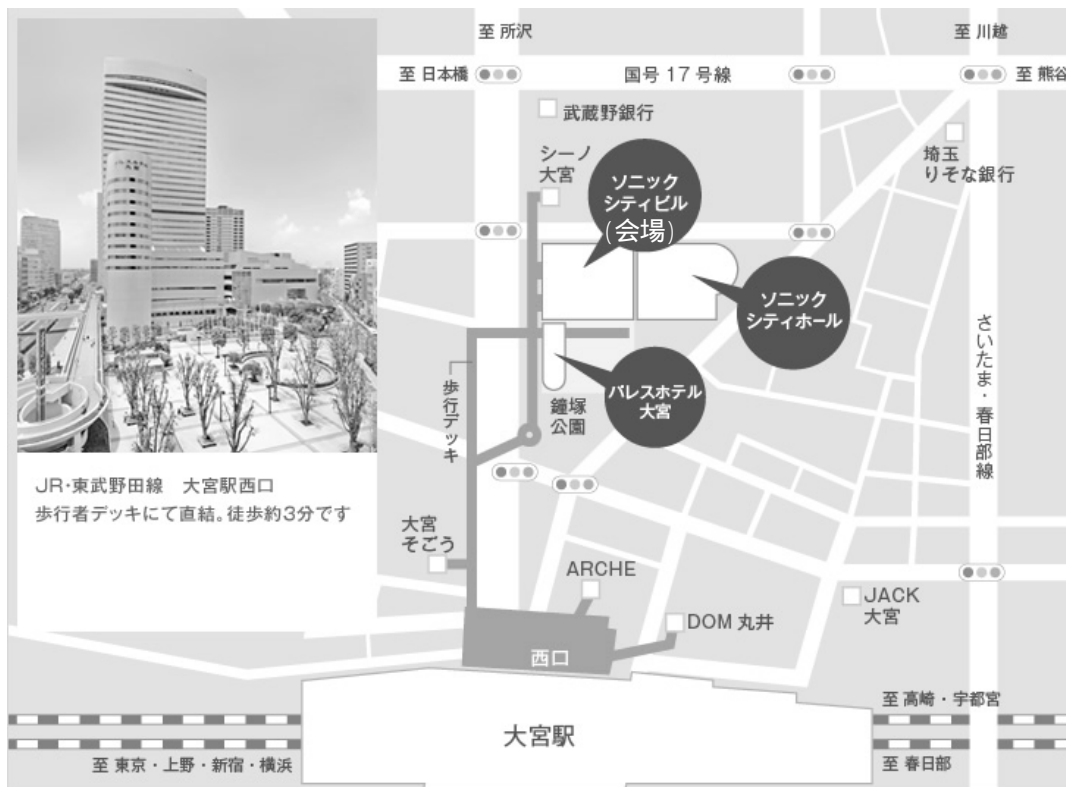 至 所沢
至 川越
至 日本橋
国号 17 号線
至 熊谷
武蔵野銀行
シーノ
大宮
ソニック
シティビル
(会場)
埼玉
りそな銀行
ソニック
シティホール
さいたま・春日部線
歩行デッキ
パレスホテル
大宮
鐘塚
公園
JR・東武野田線　大宮駅西口
歩行者デッキにて直結。徒歩約3分です
大宮
そごう
ARCHE
JACK
大宮
DOM 丸井
西口
大宮駅
至 高崎・宇都宮
至 東京・上野・新宿・横浜
至 春日部